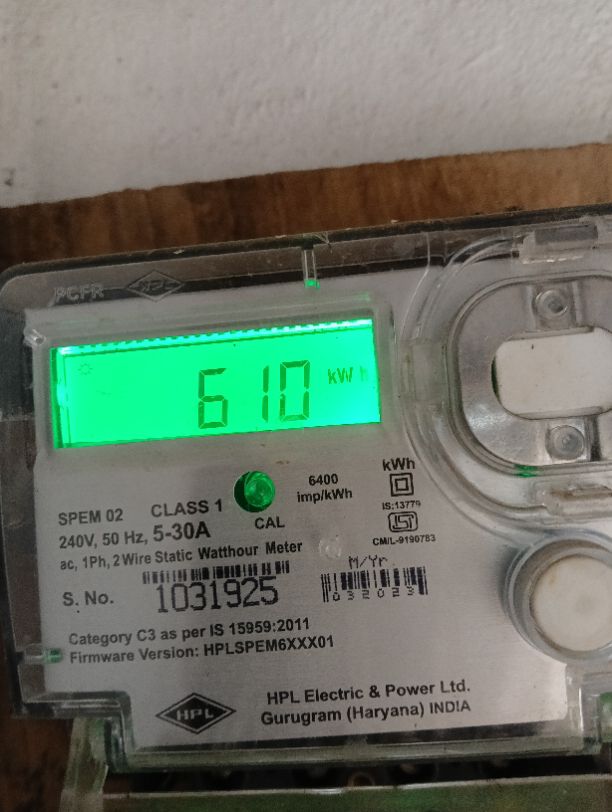 PCFR HPL
610 kWh
6400
imp/kWh
kWh
IS:13779
CM/L-9190783
SPEM 02 CLASS 1
CAL
240V, 50 Hz, 5-30A
ac, 1Ph, 2 Wire Static Watthour Meter
M/Yr.
S. No. 1031925
032023
Category C3 as per IS 15959:2011
Firmware Version: HPLSPEM6XXX01
HPL
HPL Electric & Power Ltd.
Gurugram (Haryana) INDIA